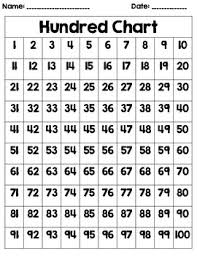 Name: ____________________ Date: ____________
Hundred Chart
1 2 3 4 5 6 7 8 9 10
11 12 13 14 15 16 17 18 19 20
21 22 23 24 25 26 27 28 29 30
31 32 33 34 35 36 37 38 39 40
41 42 43 44 45 46 47 48 49 50
51 52 53 54 55 56 57 58 59 60
61 62 63 64 65 66 67 68 69 70
71 72 73 74 75 76 77 78 79 80
81 82 83 84 85 86 87 88 89 90
91 92 93 94 95 96 97 98 99 100